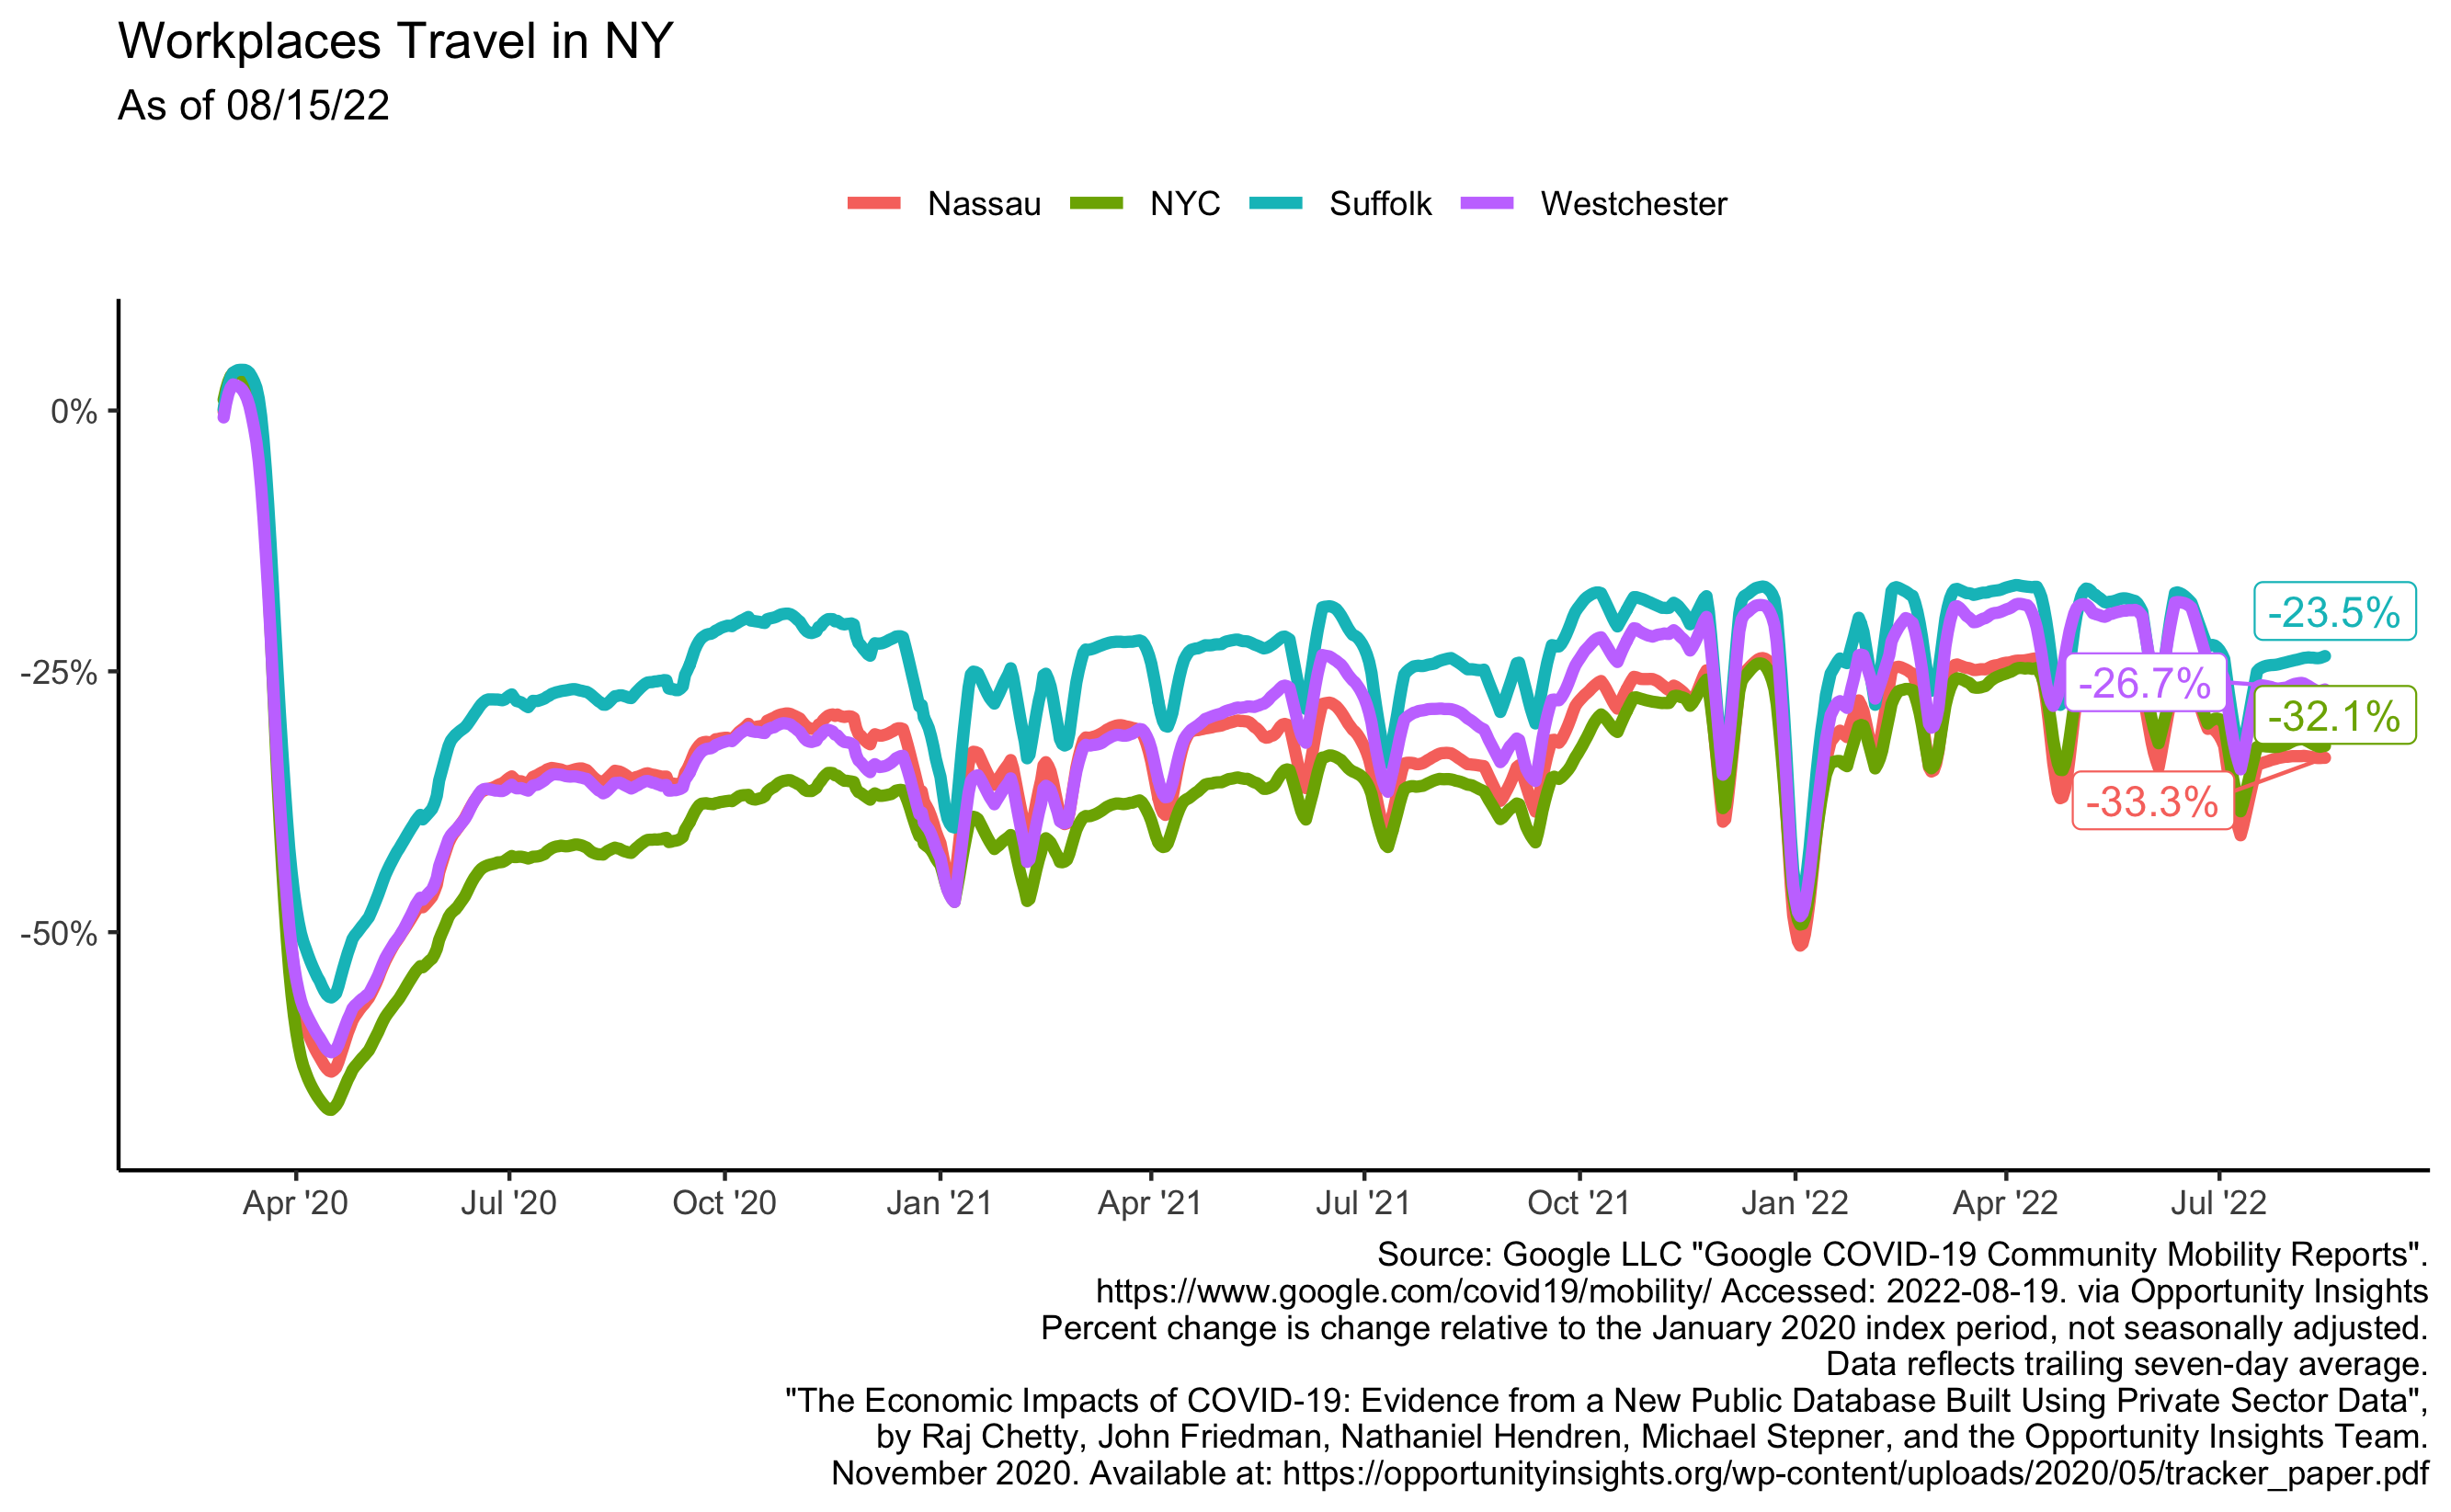 Workplaces Travel in NY
As of 08/15/22
Nassau NYC Suffolk Westchester
0%
-25%
-50%
-23.5%
-26.7%
-32.1%
-33.3%
Apr '20 Jul '20 Oct '20 Jan '21 Apr '21 Jul '21 Oct '21 Jan '22 Apr '22 Jul '22
Source: Google LLC "Google COVID-19 Community Mobility Reports".
https://www.google.com/covid19/mobility/ Accessed: 2022-08-19. via Opportunity Insights
Percent change is change relative to the January 2020 index period, not seasonally adjusted.
Data reflects trailing seven-day average.
"The Economic Impacts of COVID-19: Evidence from a New Public Database Built Using Private Sector Data",
by Raj Chetty, John Friedman, Nathaniel Hendren, Michael Stepner, and the Opportunity Insights Team.
November 2020. Available at: https://opportunityinsights.org/wp-content/uploads/2020/05/tracker_paper.pdf